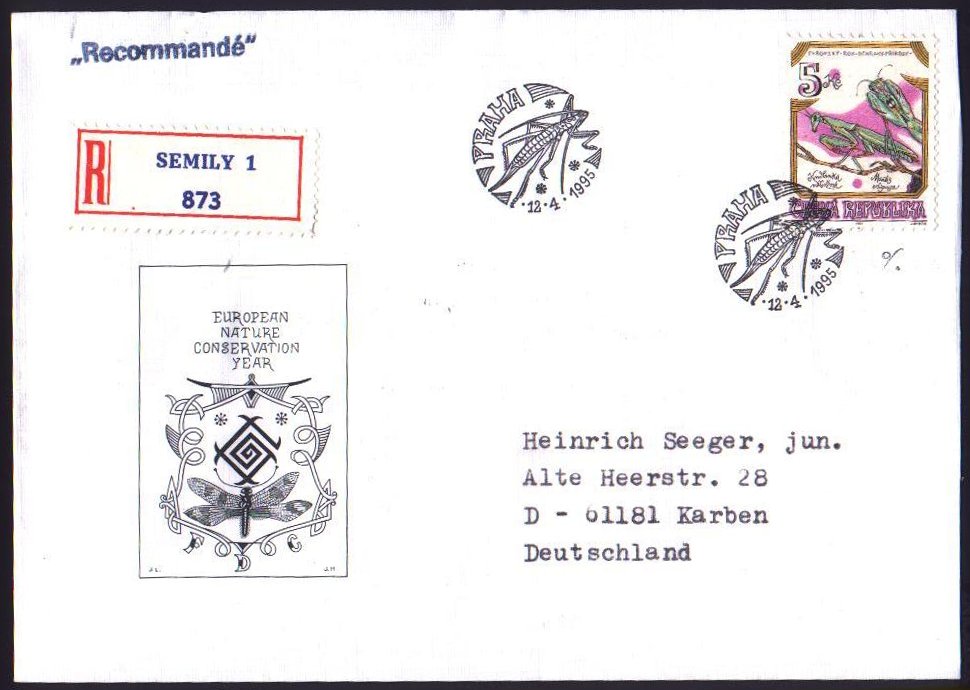 „Recommandé“
R
SEMILY 1
873
PRAHA
·12·4·1995
5 Kč
ČESKÁ REPUBLIKA
PRAHA
·12·4·1995
EUROPEAN
NATURE
CONSERVATION
YEAR
F D C
J L.
J H
Heinrich Seeger, jun.
Alte Heerstr. 28
D - 61181 Karben
Deutschland